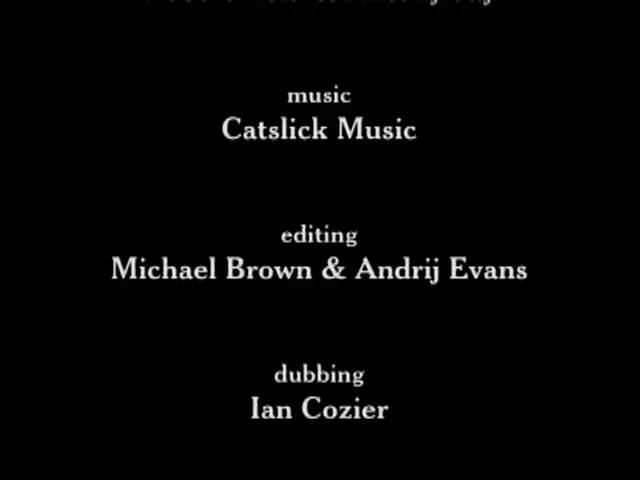 music
Catslick Music
editing
Michael Brown & Andrij Evans
dubbing
Ian Cozier